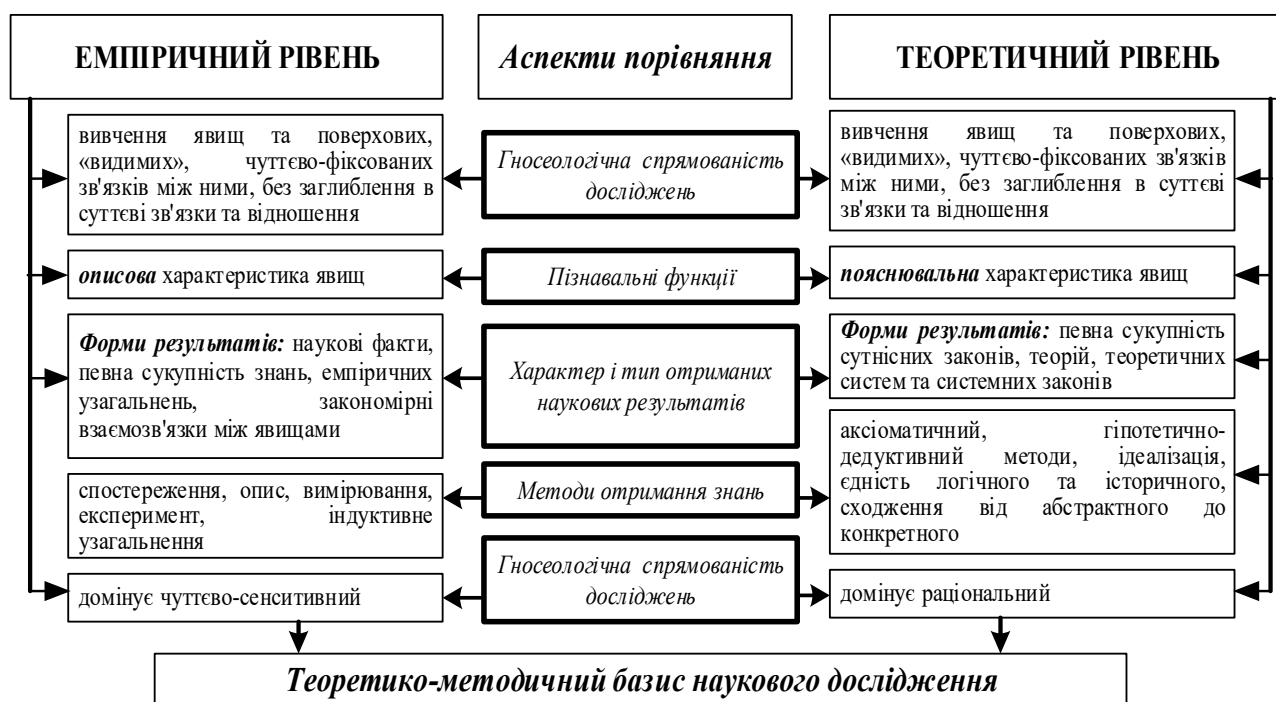 ЕМПІРИЧНИЙ РІВЕНЬ
Аспекти порівняння
ТЕОРЕТИЧНИЙ РІВЕНЬ
вивчення явищ та поверхових,
«видимих», чуттєво-фіксованих
зв'язків між ними, без заглиблення в
суттєві зв'язки та відношення
Гносеологічна спрямованість
досліджень
вивчення явищ та поверхових,
«видимих», чуттєво-фіксованих зв'язків
між ними, без заглиблення в суттєві
зв'язки та відношення
описова характеристика явищ
Пізнавальні функції
пояснювальна характеристика явищ
Форми результатів: наукові факти,
певна сукупність знань, емпіричних
узагальнень, закономірні
взаємозв'язки між явищами
Характер і тип отриманих
наукових результатів
Форми результатів: певна сукупність
сутнісних законів, теорій, теоретичних
систем та системних законів
спостереження, опис, вимірювання,
експеримент, індуктивне
узагальнення
Методи отримання знань
аксіоматичний, гіпотетично-
дедуктивний методи, ідеалізація,
єдність логічного та історичного,
сходження від абстрактного до
конкретного
домінує чуттєво-сенситивний
Гносеологічна спрямованість
досліджень
домінує раціональний
Теоретико-методичний базис наукового дослідження